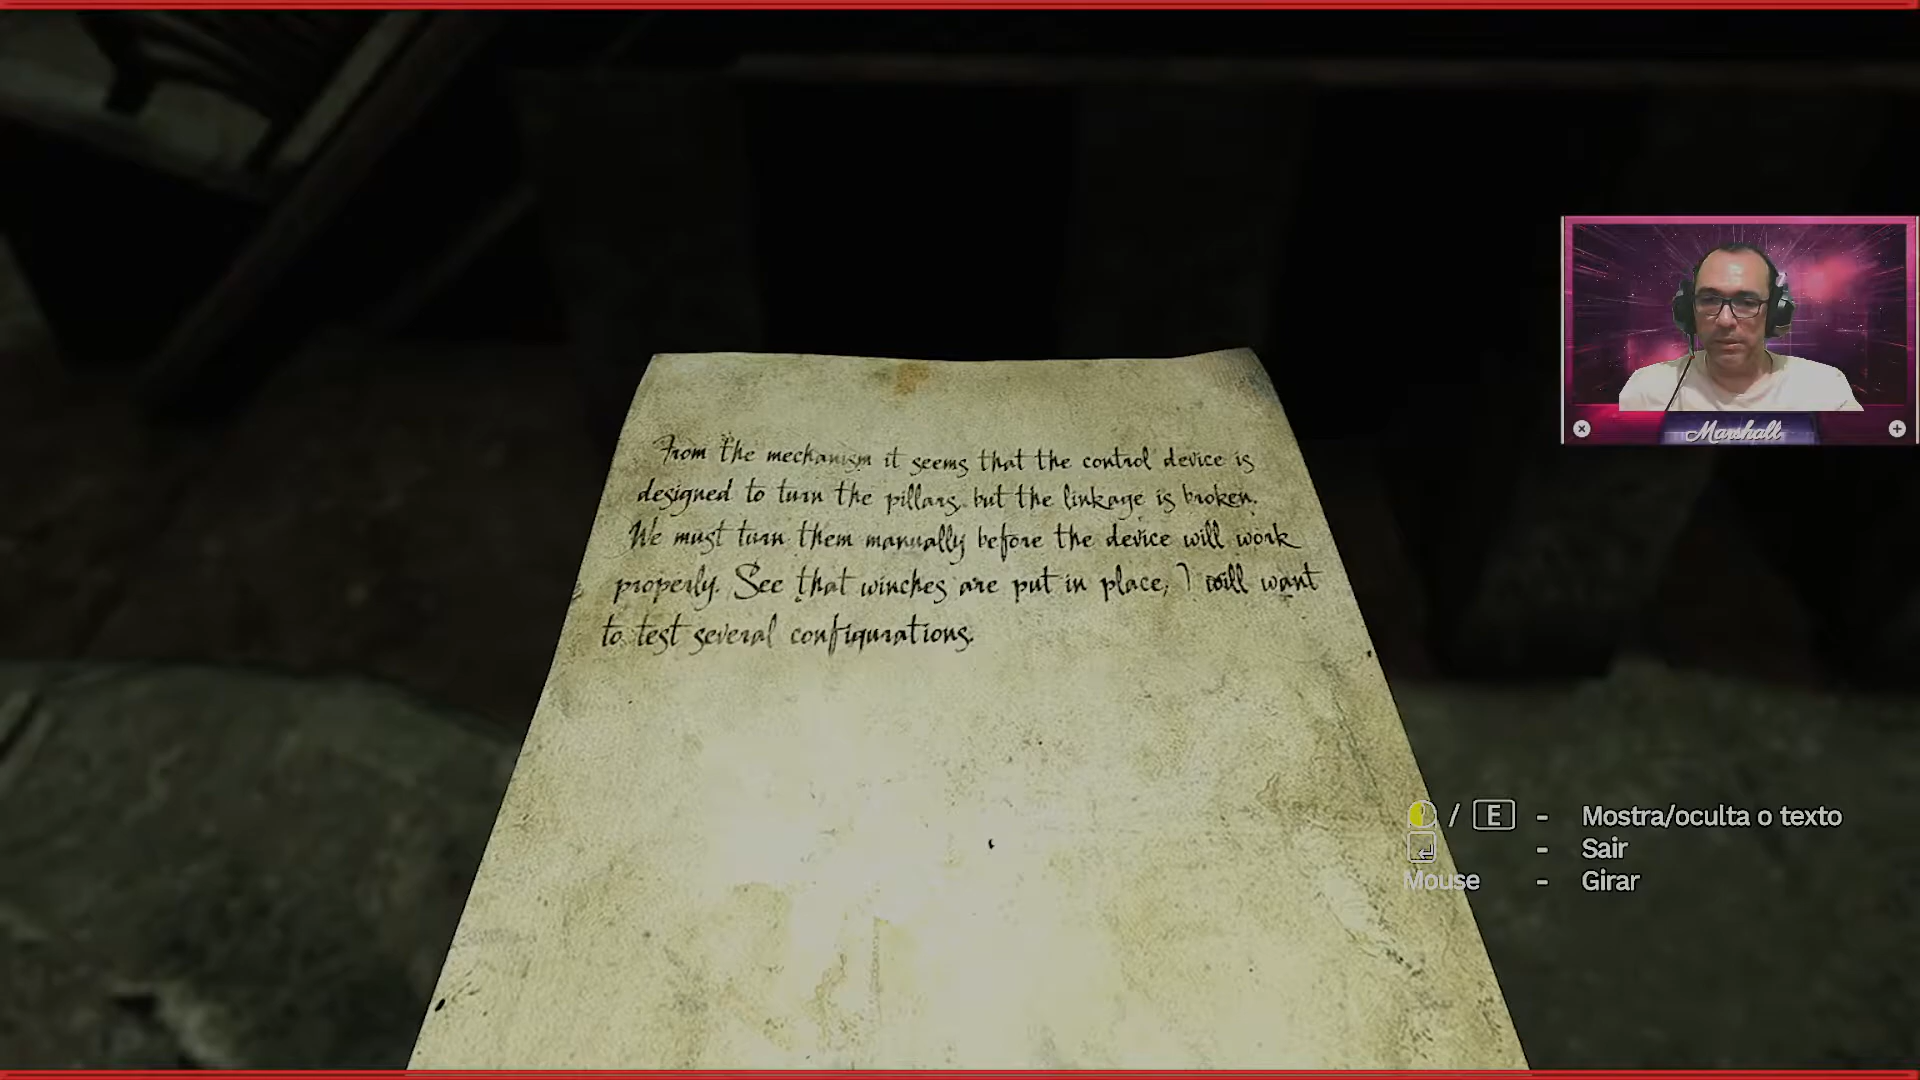 From the mechanism it seems that the control device is
designed to turn the pillars, but the linkage is broken.
We must turn them manually before the device will work
properly. See that winches are put in place; I will want
to test several configurations.
Marshall
/ E - Mostra/oculta o texto
- Sair
Mouse - Girar